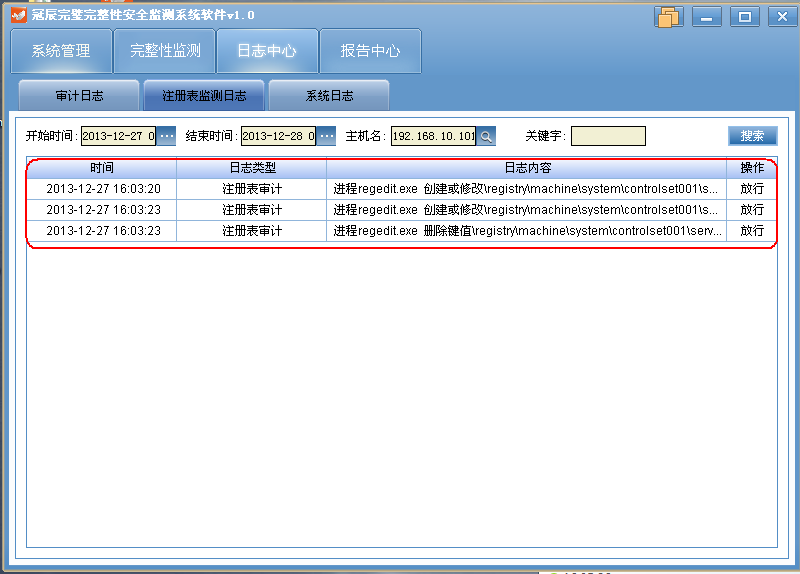 冠辰完璧完整性安全监测系统软件v1.0
系统管理 完整性监测 日志中心 报告中心
审计日志 注册表监测日志 系统日志
开始时间: 2013-12-27 0 ... 结束时间: 2013-12-28 0 ... 主机名: 192.168.10.101 关键字: 搜索
时间 日志类型 日志内容 操作
2013-12-27 16:03:20 注册表审计 进程regedit.exe 创建或修改\registry\machine\system\controlset001\s... 放行
2013-12-27 16:03:23 注册表审计 进程regedit.exe 创建或修改\registry\machine\system\controlset001\s... 放行
2013-12-27 16:03:23 注册表审计 进程regedit.exe 删除键值\registry\machine\system\controlset001\serv... 放行